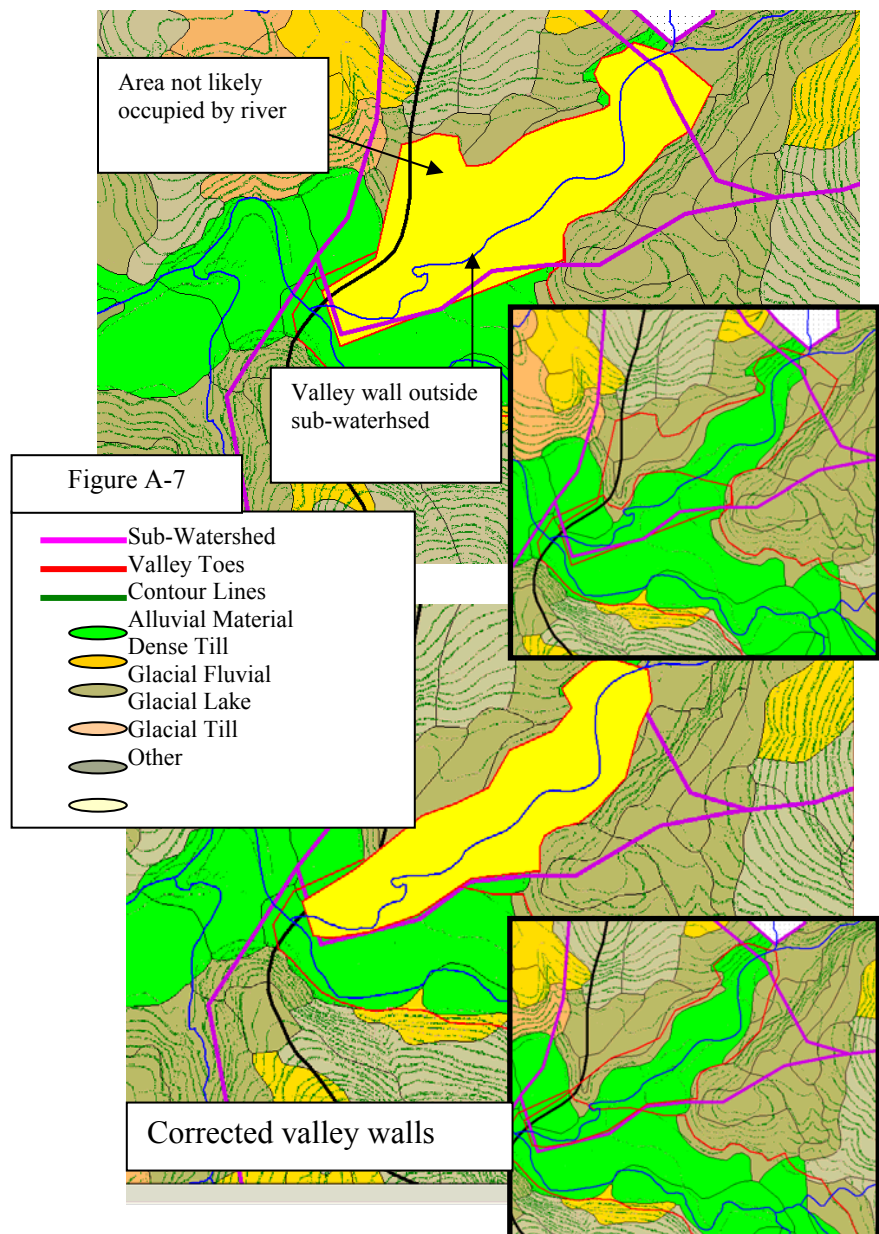 Area not likely
occupied by river
Valley wall outside
sub-waterhsed
Figure A-7
Sub-Watershed
Valley Toes
Contour Lines
Alluvial Material
Dense Till
Glacial Fluvial
Glacial Lake
Glacial Till
Other
Corrected valley walls